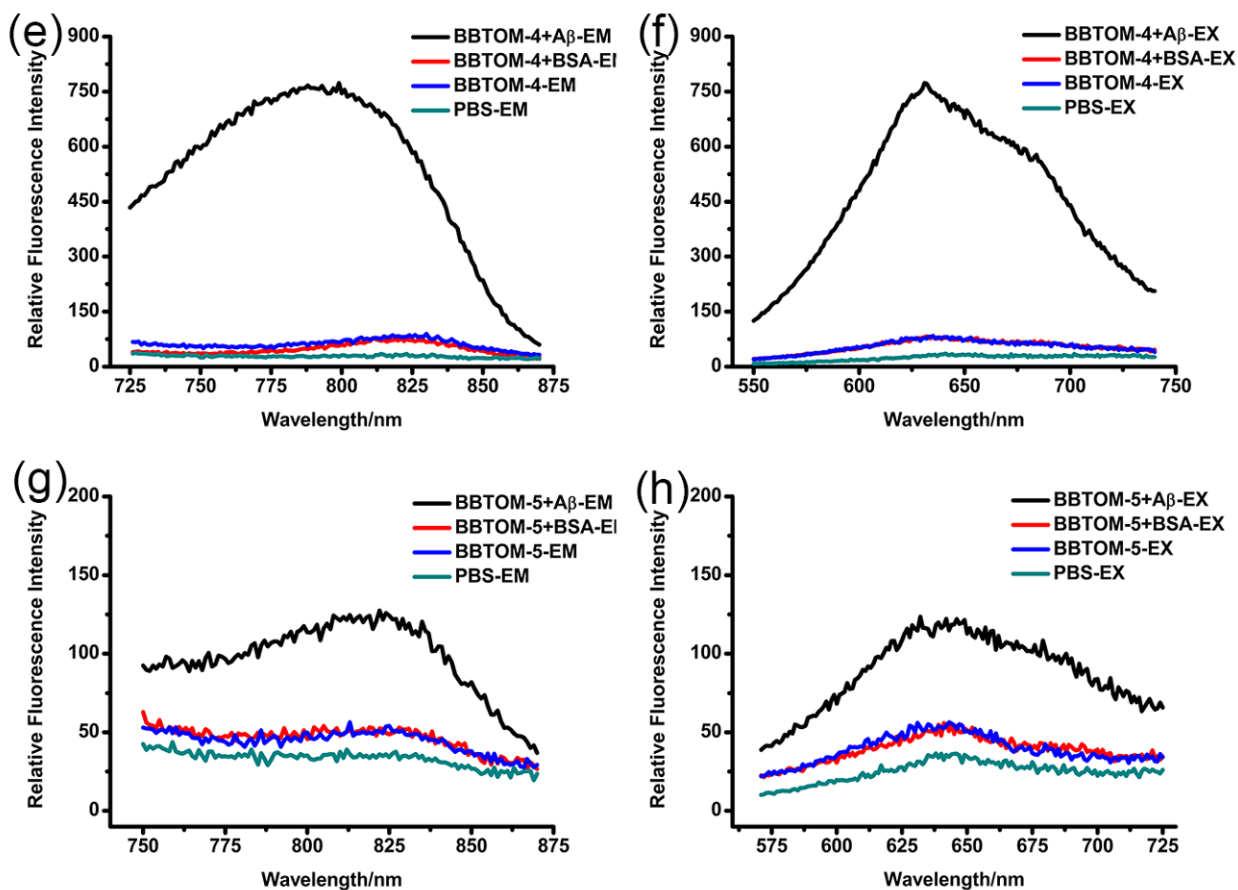 (e)
Relative Fluorescence Intensity
900
750
600
450
300
150
0
725 750 775 800 825 850 875
Wavelength/nm
BBTOM-4+Aβ-EM
BBTOM-4+BSA-EI
BBTOM-4-EM
PBS-EM
(f)
Relative Fluorescence Intensity
900
750
600
450
300
150
0
550 600 650 700 750
Wavelength/nm
BBTOM-4+Aβ-EX
BBTOM-4+BSA-EX
BBTOM-4-EX
PBS-EX
(g)
Relative Fluorescence Intensity
200
150
100
50
0
750 775 800 825 850 875
Wavelength/nm
BBTOM-5+Aβ-EM
BBTOM-5+BSA-EI
BBTOM-5-EM
PBS-EM
(h)
Relative Fluorescence Intensity
200
150
100
50
0
575 600 625 650 675 700 725
Wavelength/nm
BBTOM-5+Aβ-EX
BBTOM-5+BSA-EX
BBTOM-5-EX
PBS-EX